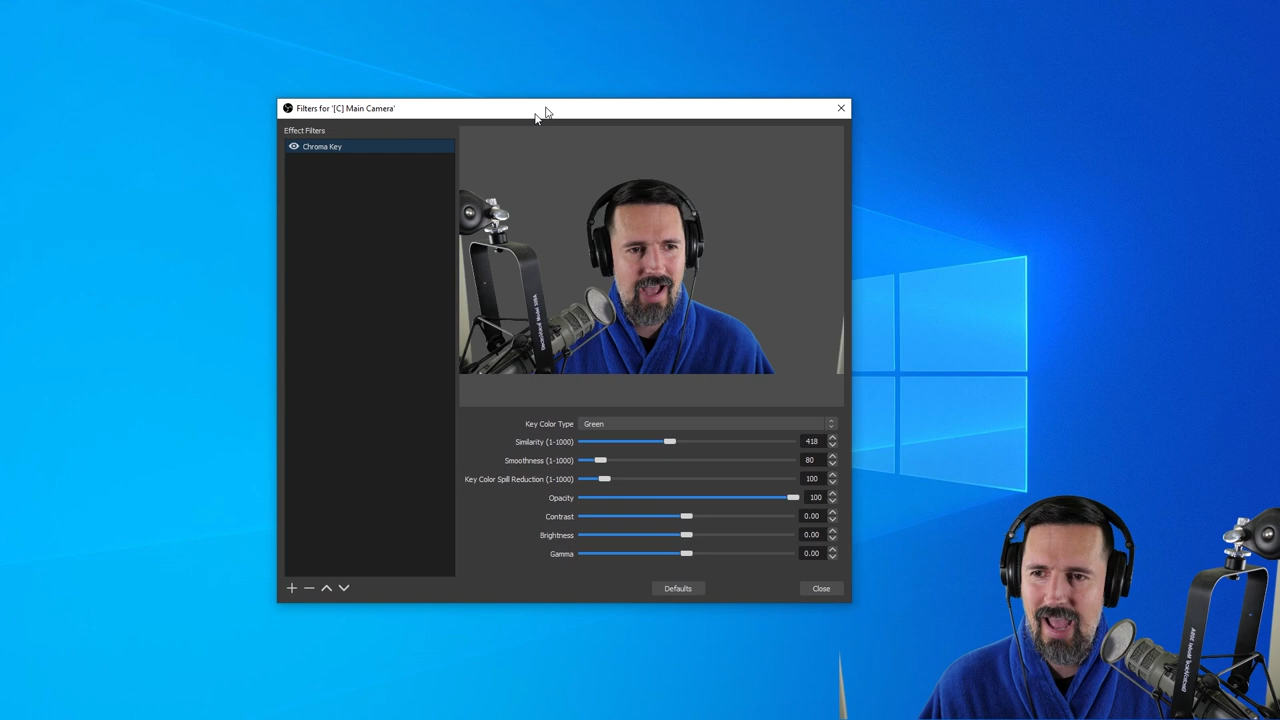 Filters for '[C] Main Camera'
Effect Filters
Chroma Key
Key Color Type Green
Similarity (1-1000) 418
Smoothness (1-1000) 80
Key Color Spill Reduction (1-1000) 100
Opacity 100
Contrast 0.00
Brightness 0.00
Gamma 0.00
Defaults Close